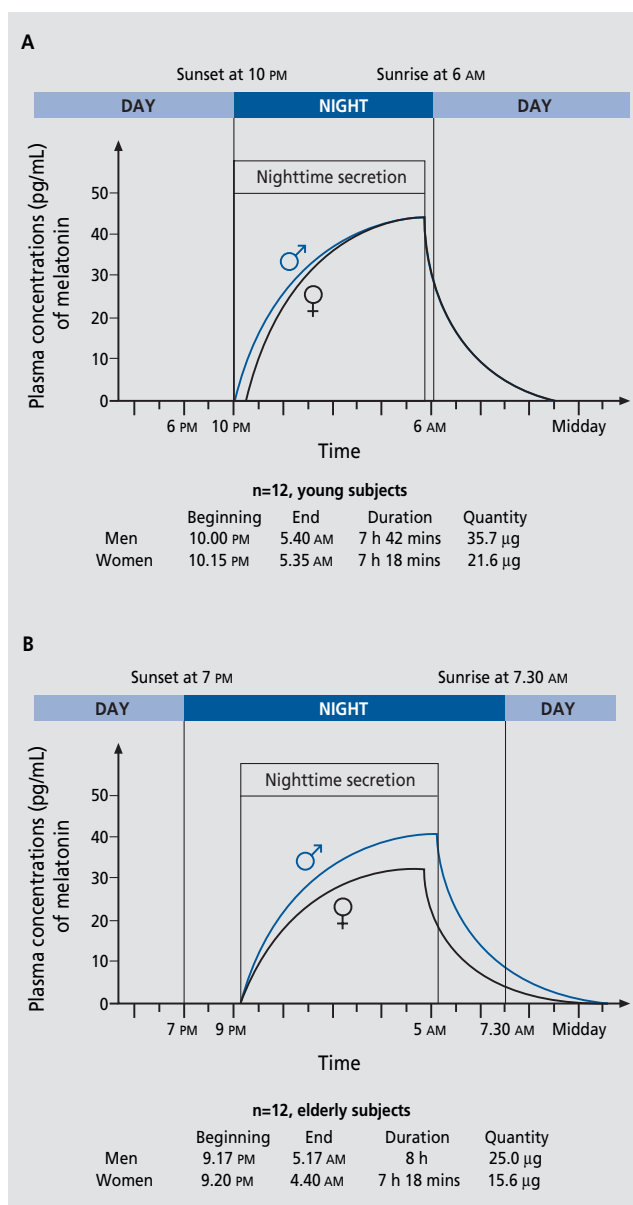 A
Sunset at 10 PM Sunrise at 6 AM
DAY NIGHT DAY
Nighttime secretion
Plasma concentrations (pg/mL)
of melatonin
50
40
30
20
10
0
♂
♀
6 PM 10 PM 6 AM Midday
Time
n=12, young subjects
Beginning End Duration Quantity
Men 10.00 PM 5.40 AM 7 h 42 mins 35.7 μg
Women 10.15 PM 5.35 AM 7 h 18 mins 21.6 μg
B
Sunset at 7 PM Sunrise at 7.30 AM
DAY NIGHT DAY
Nighttime secretion
Plasma concentrations (pg/mL)
of melatonin
50
40
30
20
10
0
♂
♀
7 PM 9 PM 5 AM 7.30 AM Midday
Time
n=12, elderly subjects
Beginning End Duration Quantity
Men 9.17 PM 5.17 AM 8 h 25.0 μg
Women 9.20 PM 4.40 AM 7 h 18 mins 15.6 μg